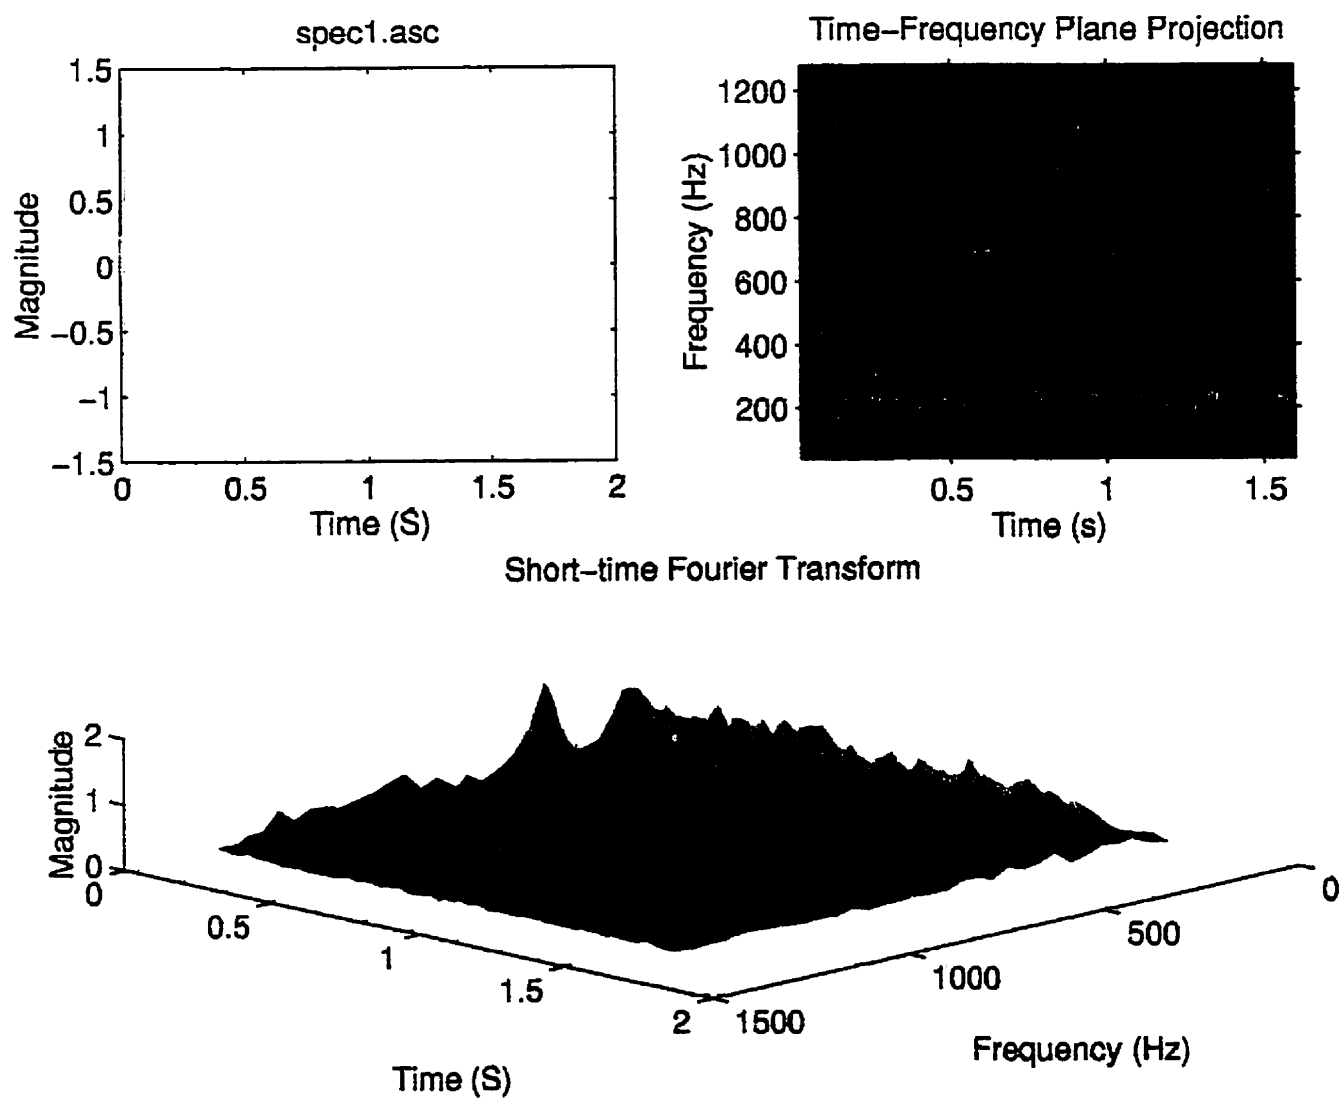 spec1.asc
1.5
1
0.5
0
−0.5
−1
−1.5
Magnitude
0 0.5 1 1.5 2
Time (S)
Time−Frequency Plane Projection
1200
1000
800
600
400
200
Frequency (Hz)
0.5 1 1.5
Time (s)
Short−time Fourier Transform
2
1
0
Magnitude
0
0.5
1
1.5
2
Time (S)
1500
1000
500
0
Frequency (Hz)